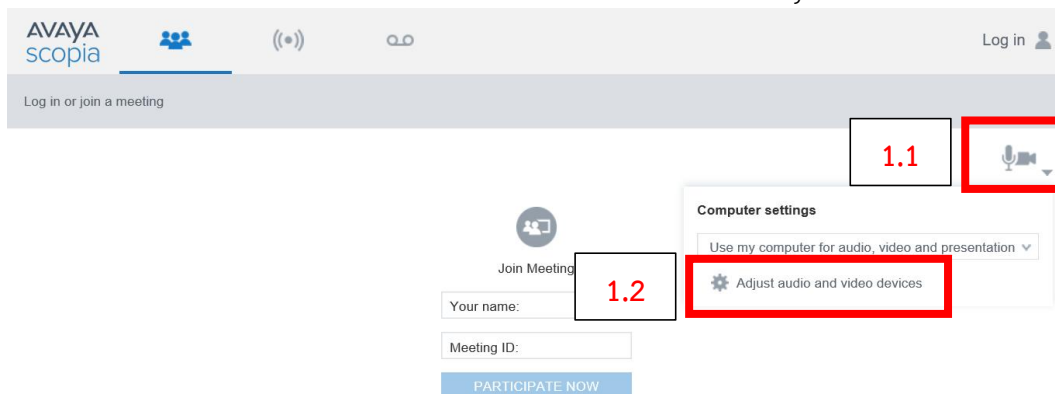 AVAYA
scopia
Log in
Log in or join a meeting
1.1
Computer settings
Use my computer for audio, video and presentation
Adjust audio and video devices
Join Meeting
1.2
Your name:
Meeting ID:
PARTICIPATE NOW